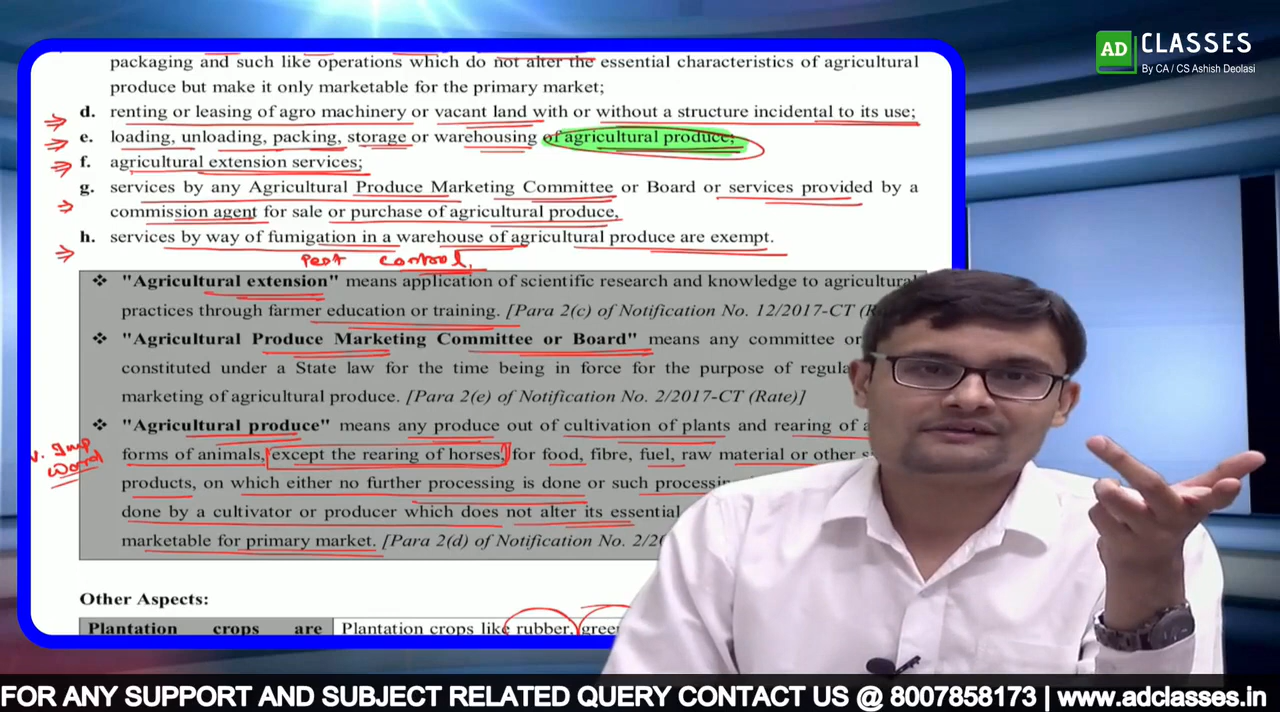 AD CLASSES
By CA / CS Ashish Deolasi
packaging and such like operations which do not alter the essential characteristics of agricultural
produce but make it only marketable for the primary market;
d. renting or leasing of agro machinery or vacant land with or without a structure incidental to its use;
e. loading, unloading, packing, storage or warehousing of agricultural produce;
f. agricultural extension services;
g. services by any Agricultural Produce Marketing Committee or Board or services provided by a
commission agent for sale or purchase of agricultural produce,
h. services by way of fumigation in a warehouse of agricultural produce are exempt.
Pest control,
❖ "Agricultural extension" means application of scientific research and knowledge to agricultural
practices through farmer education or training. [Para 2(c) of Notification No. 12/2017-CT
❖ "Agricultural Produce Marketing Committee or Board" means any committee or
constituted under a State law for the time being in force for the purpose of
marketing of agricultural produce. [Para 2(e) of Notification No. 2/2017-CT (Rate)]
❖ "Agricultural produce" means any produce out of cultivation of plants and rearing of
v. Imp forms of animals, except the rearing of horses, for food, fibre, fuel, raw material or other
word products, on which either no further processing is done or such
done by a cultivator or producer which does not alter its essential
marketable for primary market. [Para 2(d) of Notification No.
Other Aspects:
Plantation crops are Plantation crops like rubber,
FOR ANY SUPPORT AND SUBJECT RELATED QUERY CONTACT US @ 8007858173 | www.adclasses.in